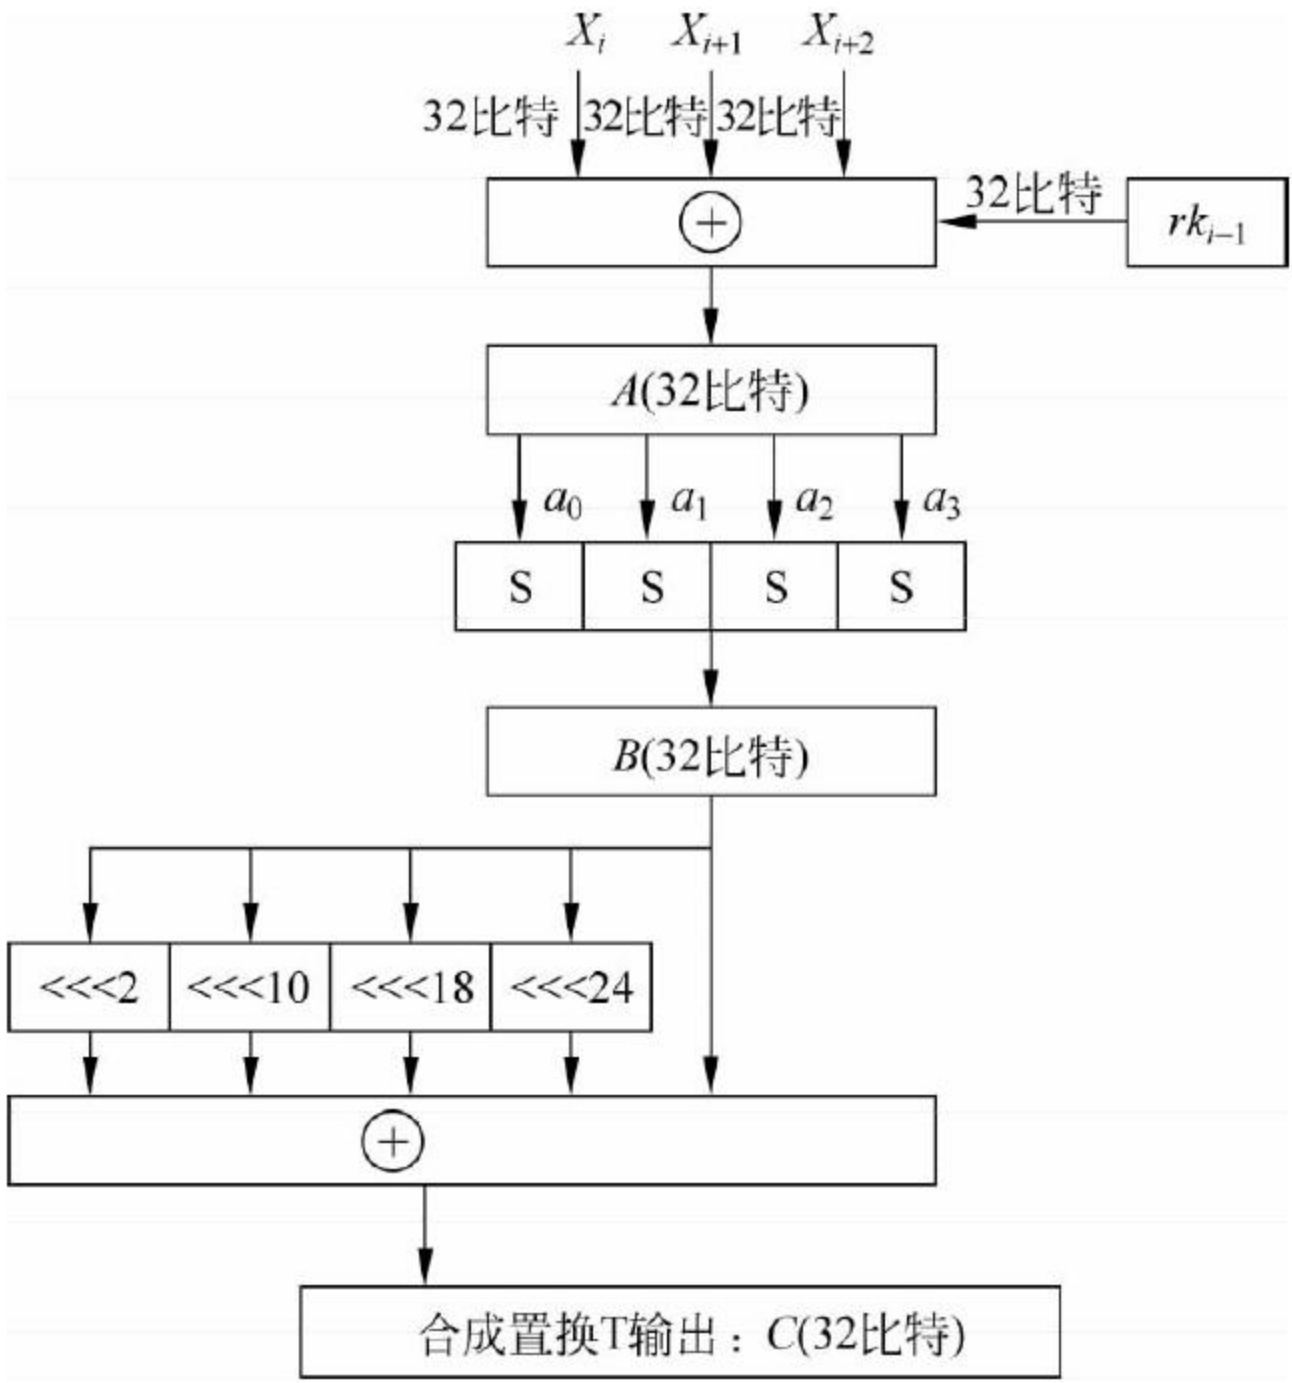 X_i X_{i+1} X_{i+2}
32比特 32比特 32比特
⊕ 32比特 rk_{i-1}
A(32比特)
a_0 a_1 a_2 a_3
S S S S
B(32比特)
<<<2 <<<10 <<<18 <<<24
⊕
合成置换T输出：C(32比特)